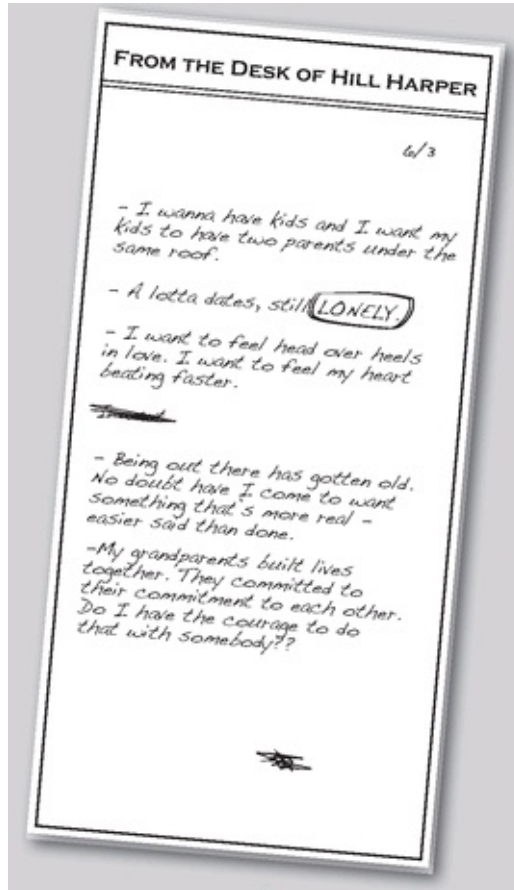 FROM THE DESK OF HILL HARPER
6/3
- I wanna have kids and I want my
kids to have two parents under the
same roof.
- A lotta dates, still LONELY.
- I want to feel head over heels
in love. I want to feel my heart
beating faster.
- Being out there has gotten old.
No doubt have I come to want
something that's more real -
easier said than done.
-My grandparents built lives
together. They committed to
their commitment to each other.
Do I have the courage to do
that with somebody??